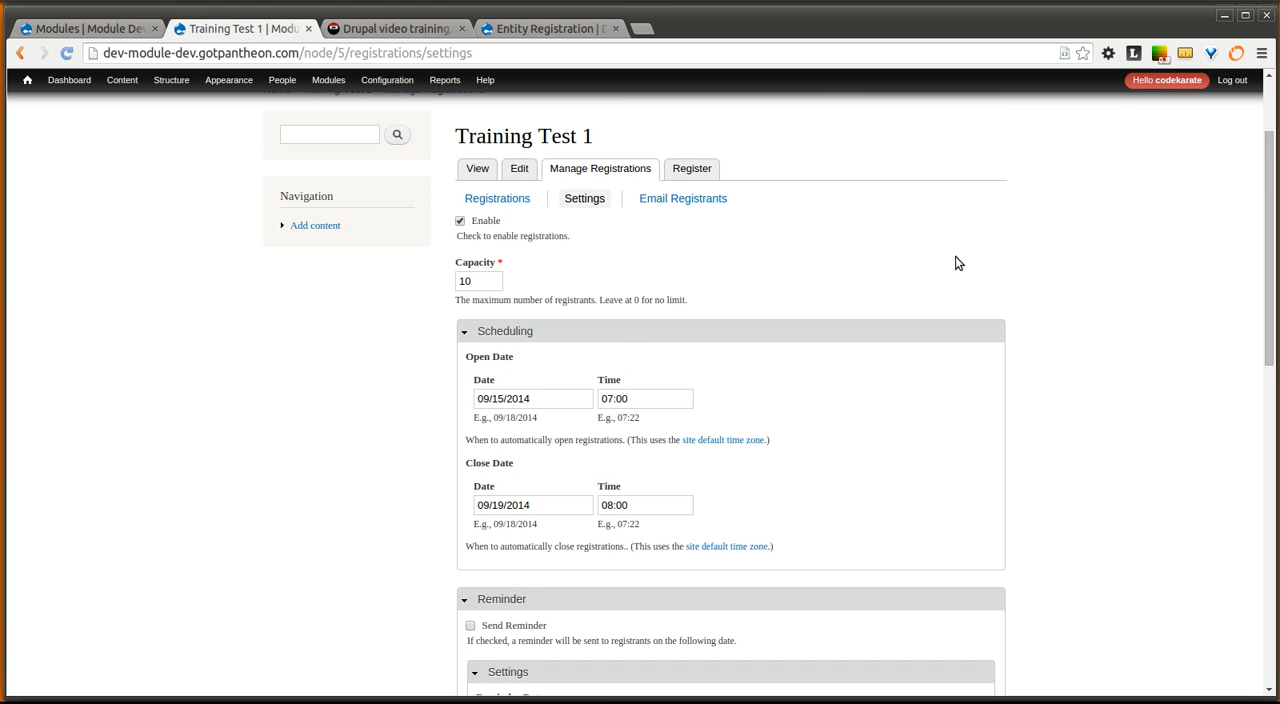 Modules | Module Dev
Training Test 1 | Modu
Drupal video training,
Entity Registration | D
dev-module-dev.gotpantheon.com/node/5/registrations/settings
Dashboard Content Structure Appearance People Modules Configuration Reports Help Hello codekarate Log out
Training Test 1
View Edit Manage Registrations Register
Registrations Settings Email Registrants
Navigation
Add content
Enable
Check to enable registrations.
Capacity *
10
The maximum number of registrants. Leave at 0 for no limit.
Scheduling
Open Date
Date Time
09/15/2014 07:00
E.g., 09/18/2014 E.g., 07:22
When to automatically open registrations. (This uses the site default time zone.)
Close Date
Date Time
09/19/2014 08:00
E.g., 09/18/2014 E.g., 07:22
When to automatically close registrations.. (This uses the site default time zone.)
Reminder
Send Reminder
If checked, a reminder will be sent to registrants on the following date.
Settings